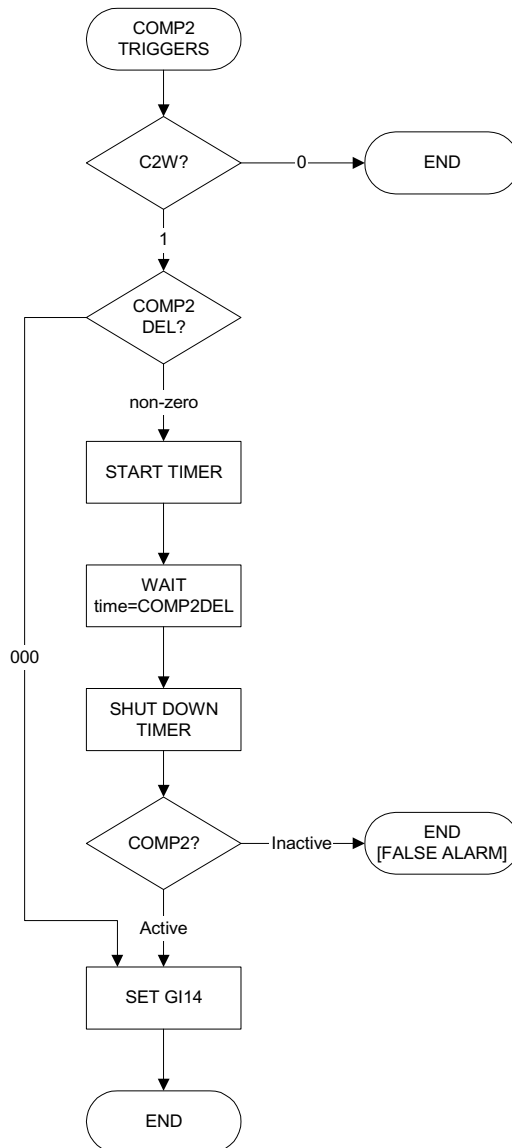 COMP2
TRIGGERS
C2W?
0
END
1
COMP2
DEL?
non-zero
START TIMER
WAIT
time=COMP2DEL
000
SHUT DOWN
TIMER
COMP2?
Inactive
END
[FALSE ALARM]
Active
SET GI14
END